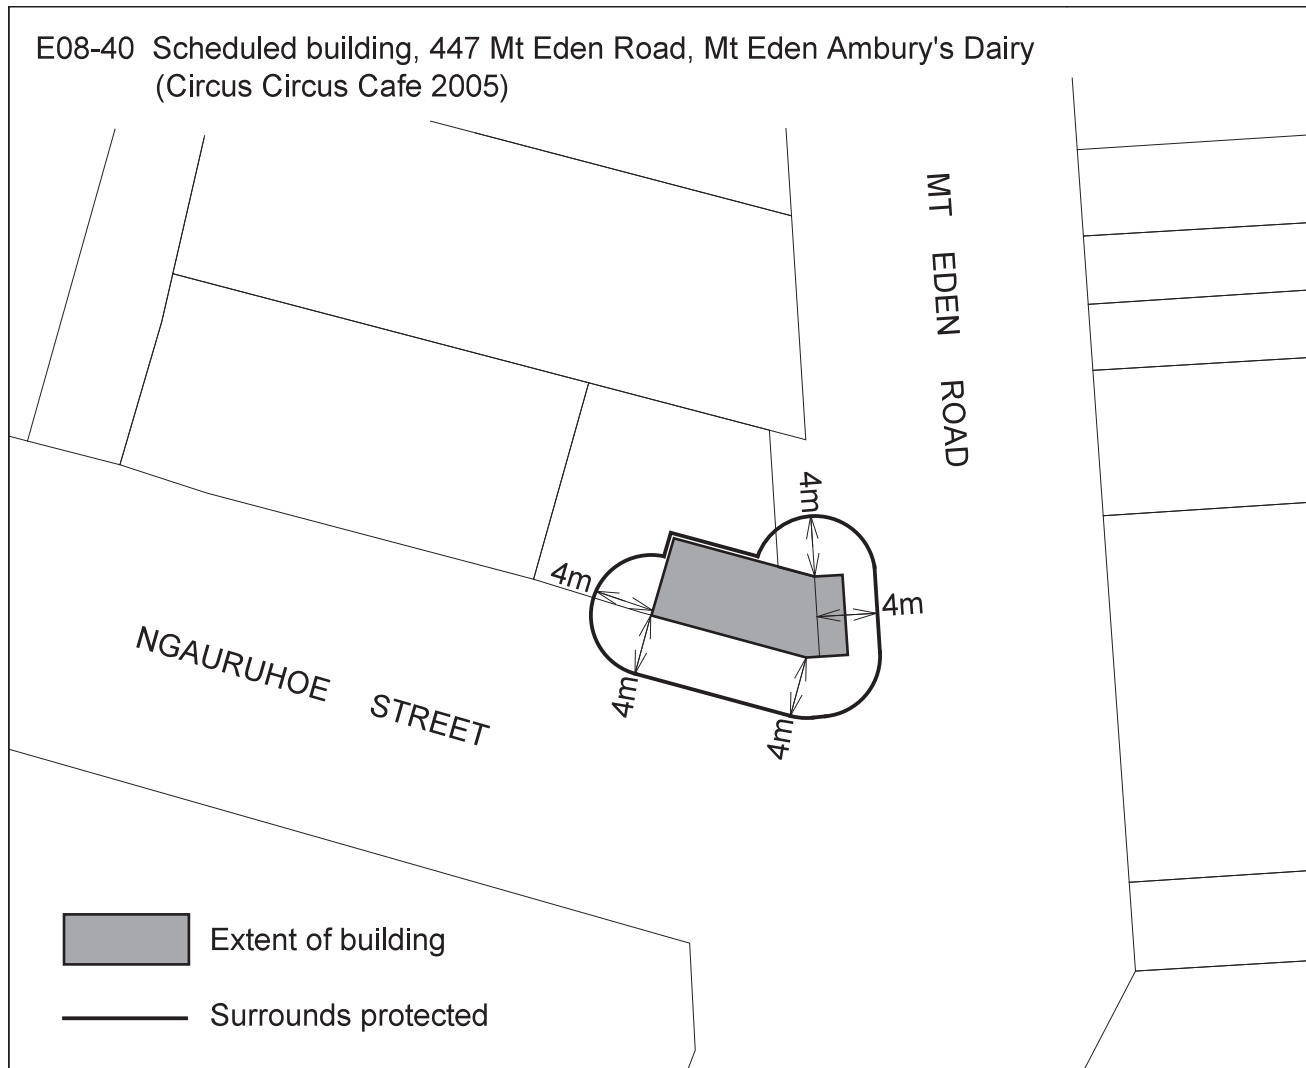 E08-40 Scheduled building, 447 Mt Eden Road, Mt Eden Ambury's Dairy
(Circus Circus Cafe 2005)
MT EDEN ROAD
4m
4m
4m
4m
4m
NGAURUHOE STREET
Extent of building
Surrounds protected